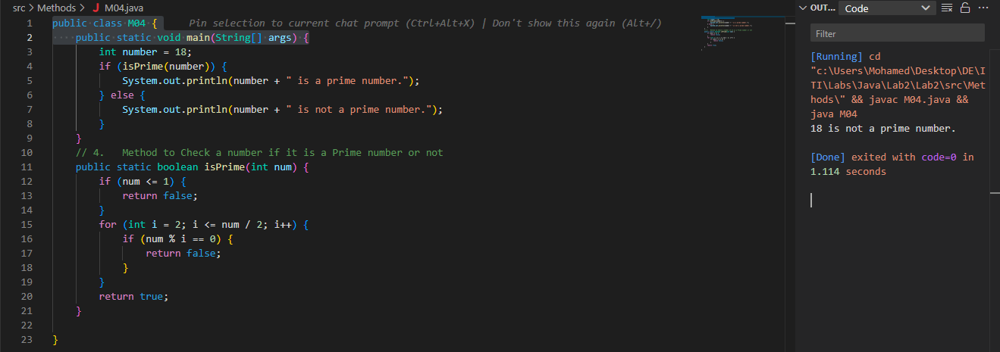 src > Methods > J M04.java
1 public class M04 {    Pin selection to current chat prompt (Ctrl+Alt+X) | Don't show this again (Alt+/)
2     public static void main(String[] args) {
3         int number = 18;
4         if (isPrime(number)) {
5             System.out.println(number + " is a prime number.");
6         } else {
7             System.out.println(number + " is not a prime number.");
8         }
9     }
10     // 4.   Method to Check a number if it is a Prime number or not
11     public static boolean isPrime(int num) {
12         if (num <= 1) {
13             return false;
14         }
15         for (int i = 2; i <= num / 2; i++) {
16             if (num % i == 0) {
17                 return false;
18             }
19         }
20         return true;
21     }
22
23 }
OUT... Code ...
Filter
[Running] cd
"c:\Users\Mohamed\Desktop\DE\I
TI\Labs\Java\Lab2\Lab2\src\Met
hods\" && javac M04.java &&
java M04
18 is not a prime number.
[Done] exited with code=0 in
1.114 seconds